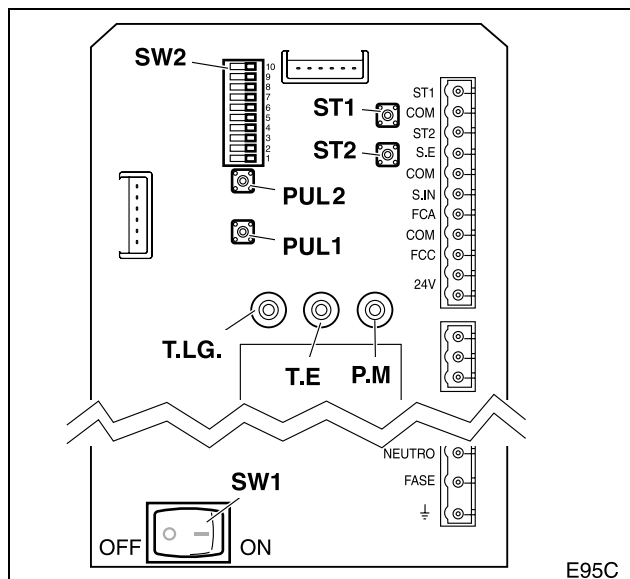 SW2
10
9
8
7
6
5
4
3
2
1
ST1
ST2
PUL2
PUL1
ST1
COM
ST2
S.E
COM
S.IN
FCA
COM
FCC
24V
T.LG.
T.E
P.M
NEUTRO
FASE
SW1
OFF
ON
E95C